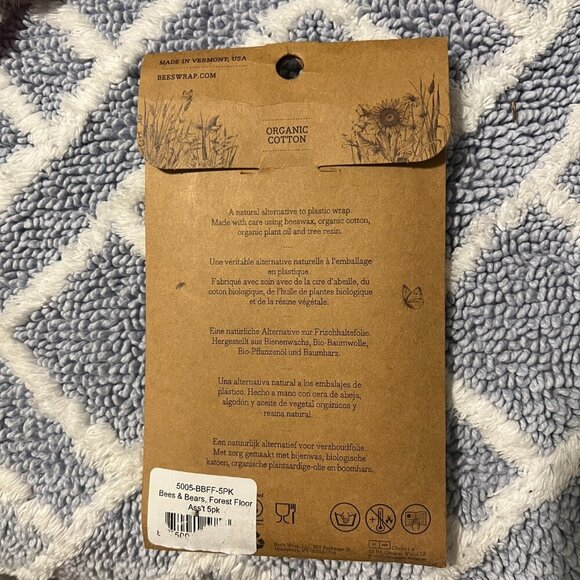 MADE IN VERMONT, USA
BEESWRAP.COM
ORGANIC
COTTON
A natural alternative to plastic wrap.
Made with care using beeswax, organic cotton,
organic plant oil and tree resin.
Une véritable alternative naturelle à l'emballage
en plastique.
Fabriqué avec soin avec de la cire d'abeille, du
coton biologique, de l'huile de plantes biologique
et de la résine végétale.
Eine natürliche Alternative zur Frischhaltefolie.
Hergestellt aus Bienenwachs, Bio-Baumwolle,
Bio-Pflanzenöl und Baumharz.
Una alternativa natural a los embalajes de
plástico. Hecho a mano con cera de abeja,
algodón y aceite de vegetal orgánicos y
resina natural.
Een natuurlijk alternatief voor vershoudfolie.
Met zorg gemaakt met bijenwas, biologische
katoen, organische plantaardige-olie en boomhars.
5005-BBFF-5PK
Bees & Bears, Forest Floor
Ass't 5pk
Bee's Wrap, LLC